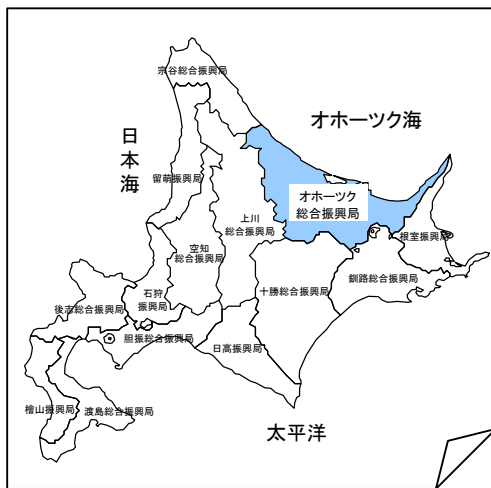 宗谷総合振興局
オホーツク海
日
本
海
留萌振興局
オホーツク
総合振興局
上川
総合振興局
根室振興局
空知
総合振興局
釧路総合振興局
石狩
振興局
十勝総合振興局
後志総合振興局
胆振総合振興局
日高振興局
檜山振興局
渡島総合振興局
太平洋